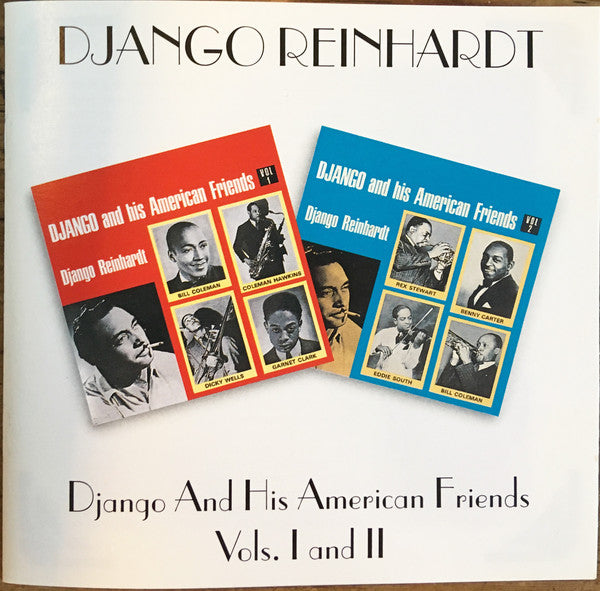 DJANGO REINHARDT
DJANGO and his American Friends
VOL
1
Django Reinhardt
BILL COLEMAN
COLEMAN HAWKINS
DICKY WELLS
GARNET CLARK
DJANGO and his American Friends
VOL
2
Django Reinhardt
REX STEWART
BENNY CARTER
EDDIE SOUTH
BILL COLEMAN
Django And His American Friends
Vols. I and II